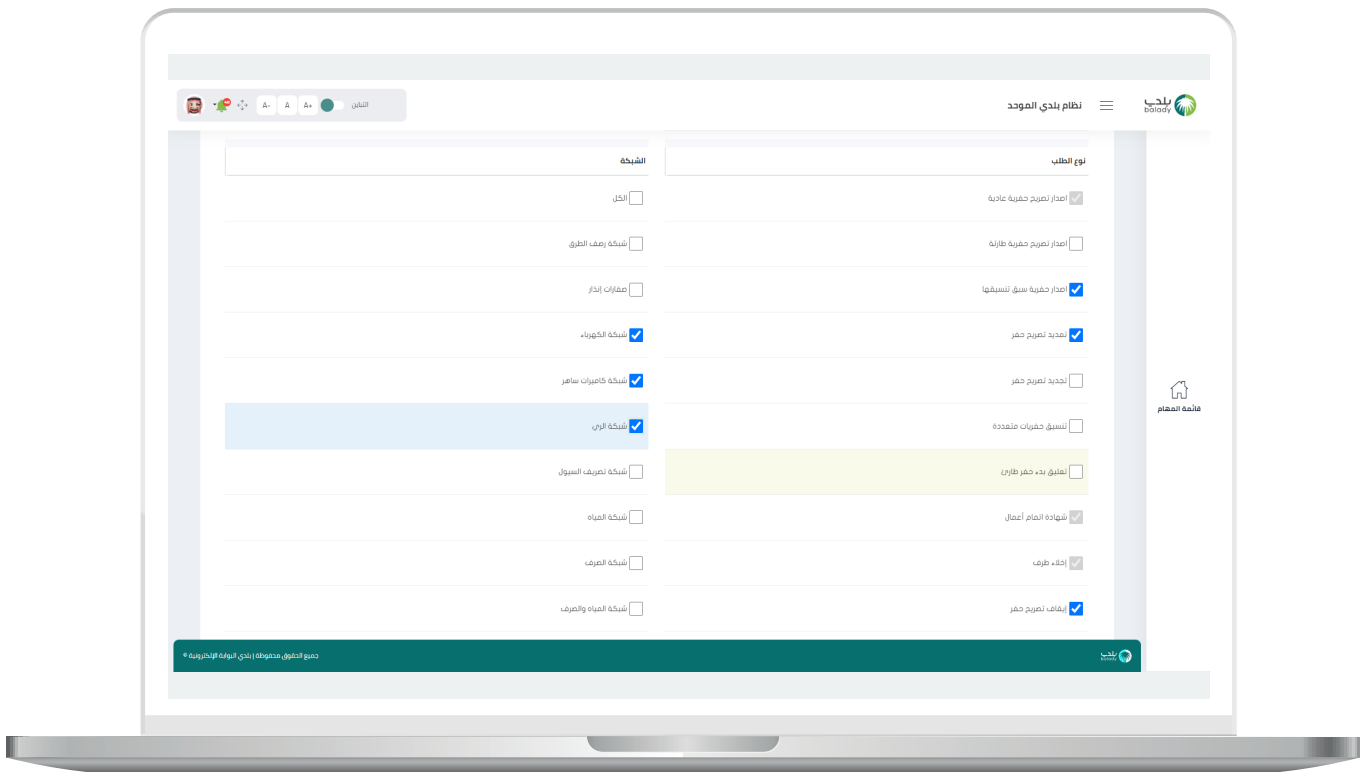 بلدي
balady
نظام بلدي الموحد
التباين
A+
A
A-
قائمة المهام
نوع الطلب
اصدار تصريح حفرية عادية
اصدار تصريح حفرية طارئة
اصدار حفرية سبق تنسيقها
تمديد تصريح حفر
تجديد تصريح حفر
تنسيق حفريات متعددة
تعليق بدء حفر طارئ
شهادة اتمام أعمال
إخلاء طرف
إيقاف تصريح حفر
الشبكة
الكل
شبكة رصف الطرق
صفارات إنذار
شبكة الكهرباء
شبكة كاميرات ساهر
شبكة الري
شبكة تصريف السيول
شبكة المياه
شبكة الصرف
شبكة المياه والصرف
بلدي
balady
جميع الحقوق محفوظة | بلدي البوابة الإلكترونية ©